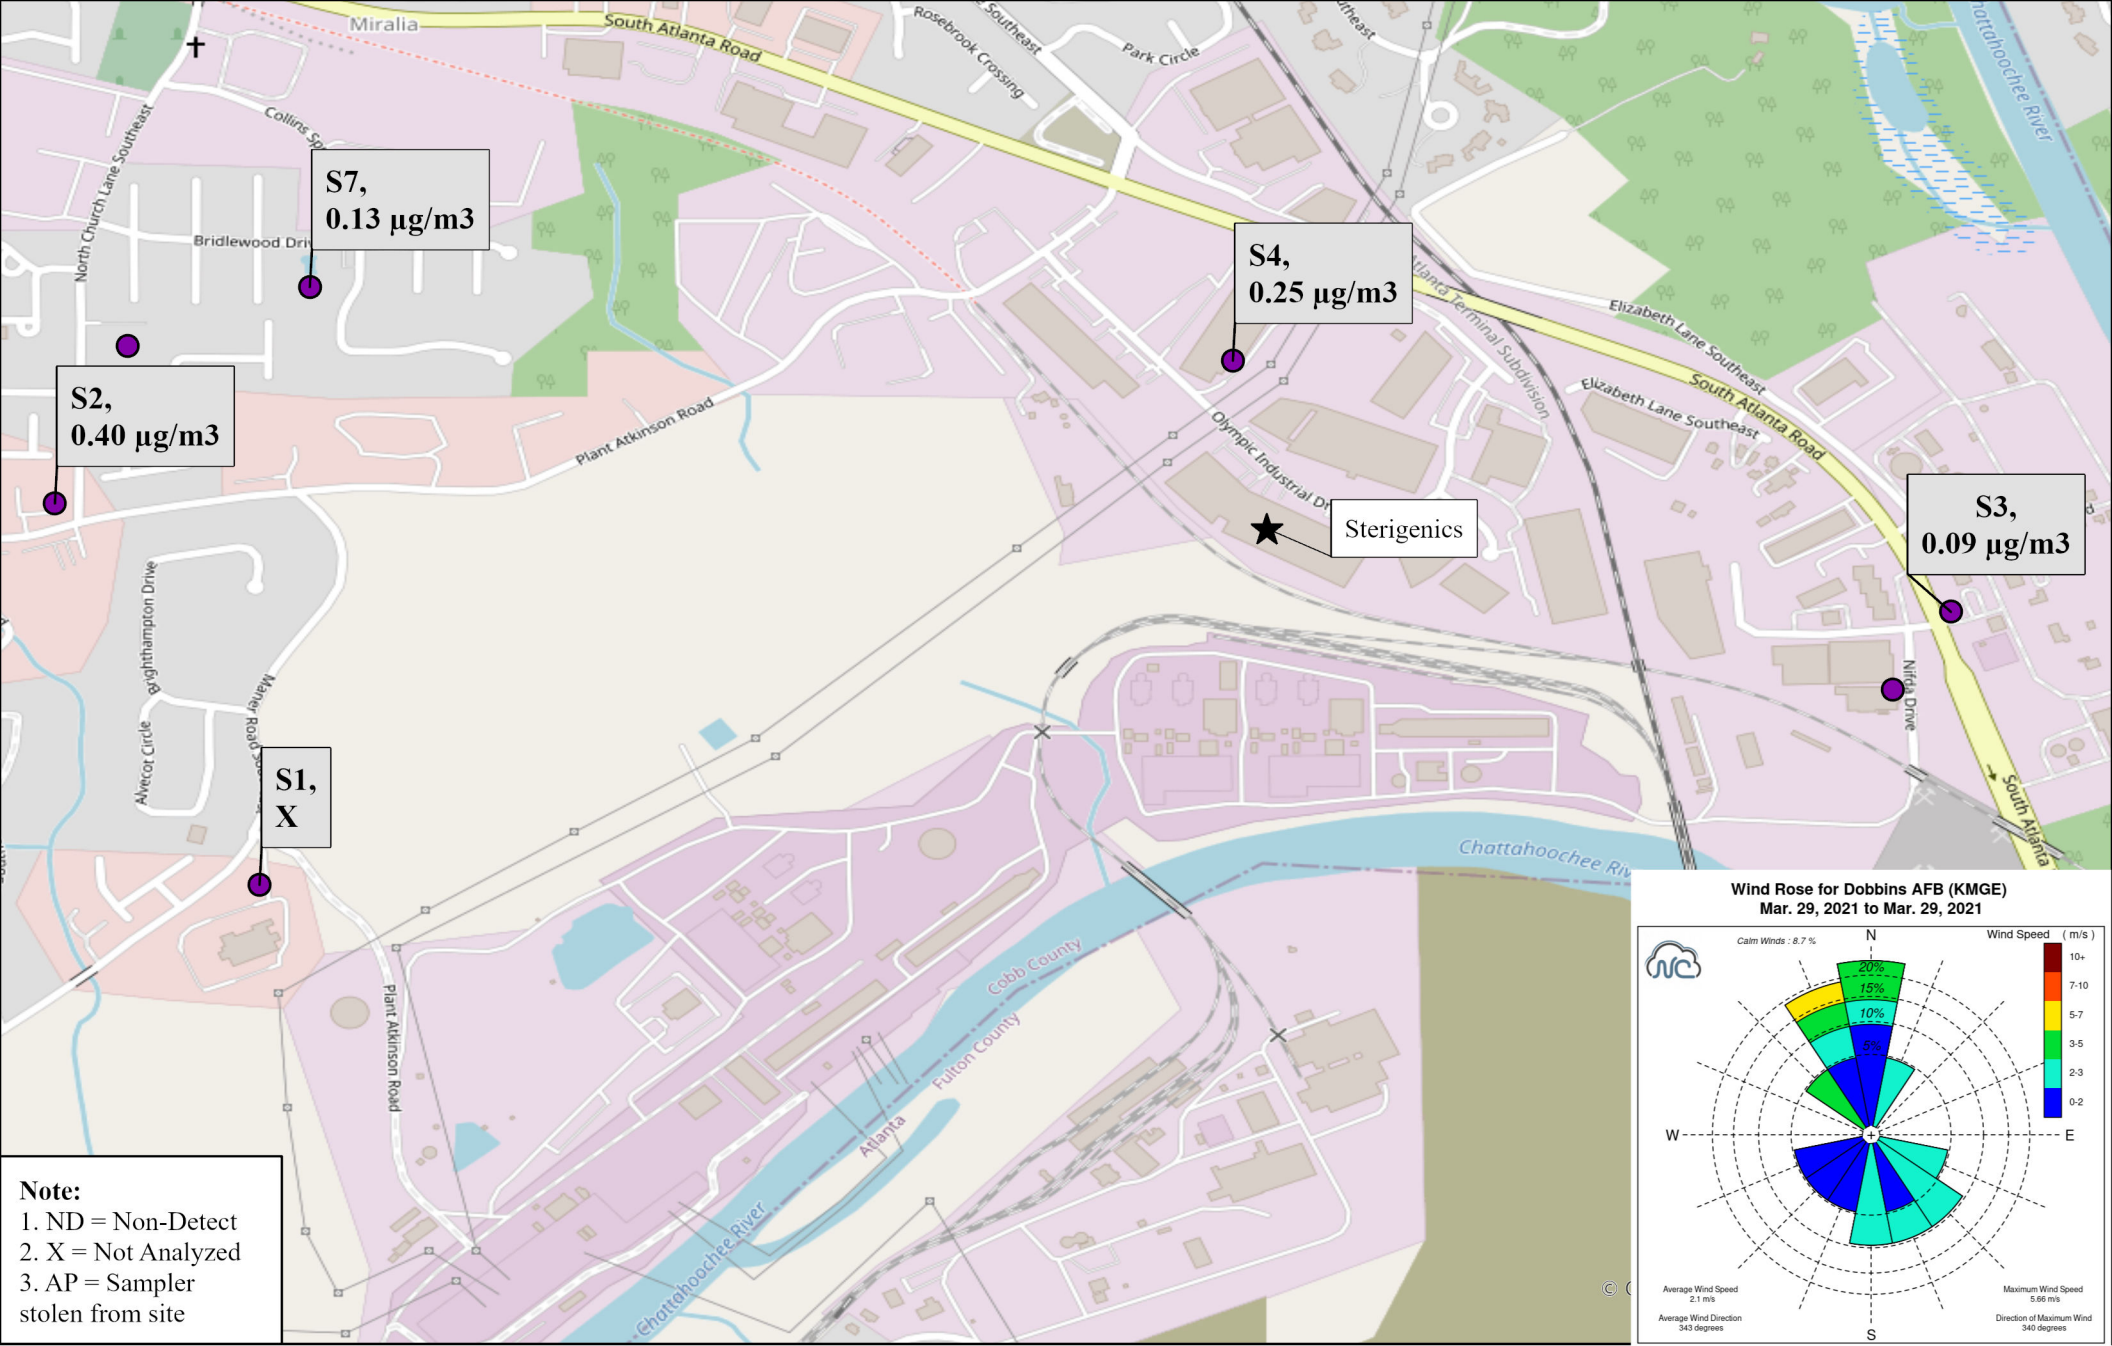 Miralia
South Atlanta Road
Rosebrook Crossing
Southeast
Park Circle
Chattahoochee River
North Church Lane Southeast
S7,
0.13 µg/m3
Bridlewood
S4,
0.25 µg/m3
Atlanta Terminal Subdivision
Elizabeth Lane Southeast
Elizabeth Lane Southeast
South Atlanta Road
S2,
0.40 µg/m3
Plant Atkinson Road
Olympic Industrial
Sterigenics
S3,
0.09 µg/m3
Brighthampton Drive
Alvecot Circle
Maner Road
Nifda Drive
South Atlanta
S1,
X
Plant Atkinson Road
Cobb County
Fulton County
Atlanta
Chattahoochee River
Chattahoochee
Note:
1. ND = Non-Detect
2. X = Not Analyzed
3. AP = Sampler
stolen from site
©
Wind Rose for Dobbins AFB (KMGE)
Mar. 29, 2021 to Mar. 29, 2021
NC
Calm Winds : 8.7 %
N
Wind Speed ( m/s )
10+
7-10
5-7
3-5
2-3
0-2
20%
15%
10%
5%
W
E
S
Average Wind Speed
2.1 m/s
Average Wind Direction
343 degrees
Maximum Wind Speed
5.66 m/s
Direction of Maximum Wind
340 degrees